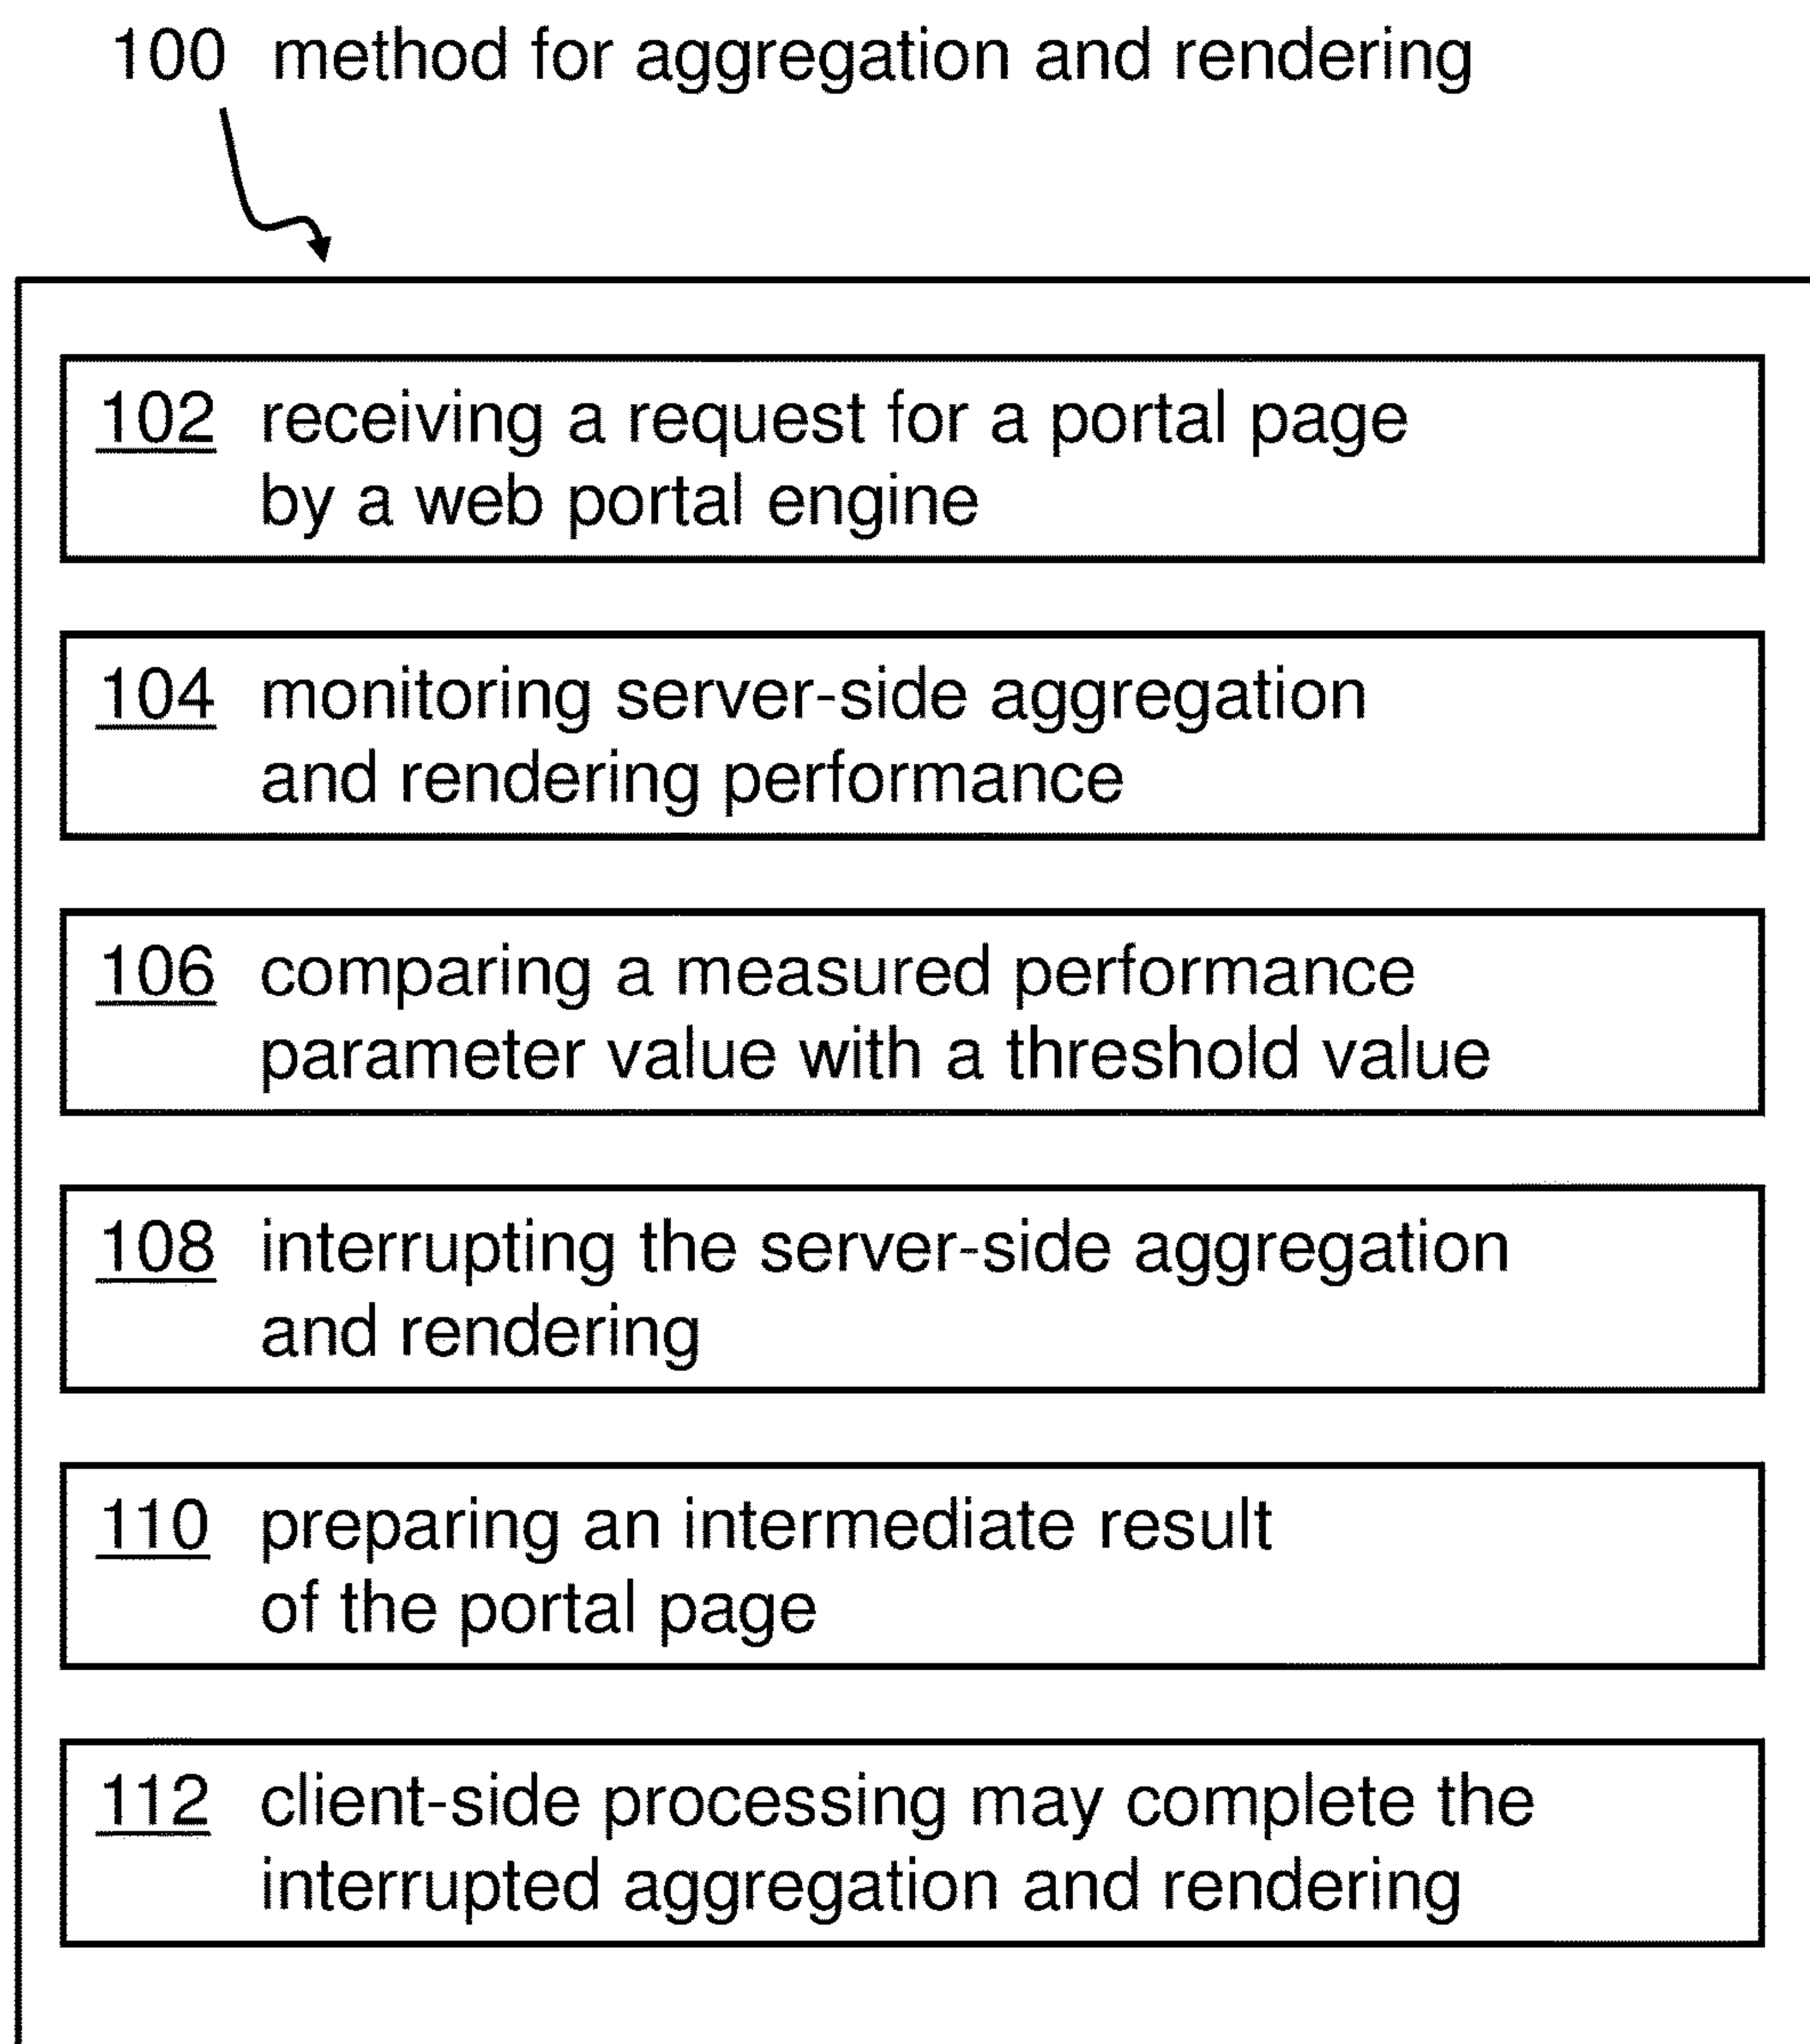 100 method for aggregation and rendering
102 receiving a request for a portal page
by a web portal engine
104 monitoring server-side aggregation
and rendering performance
106 comparing a measured performance
parameter value with a threshold value
108 interrupting the server-side aggregation
and rendering
110 preparing an intermediate result
of the portal page
112 client-side processing may complete the
interrupted aggregation and rendering